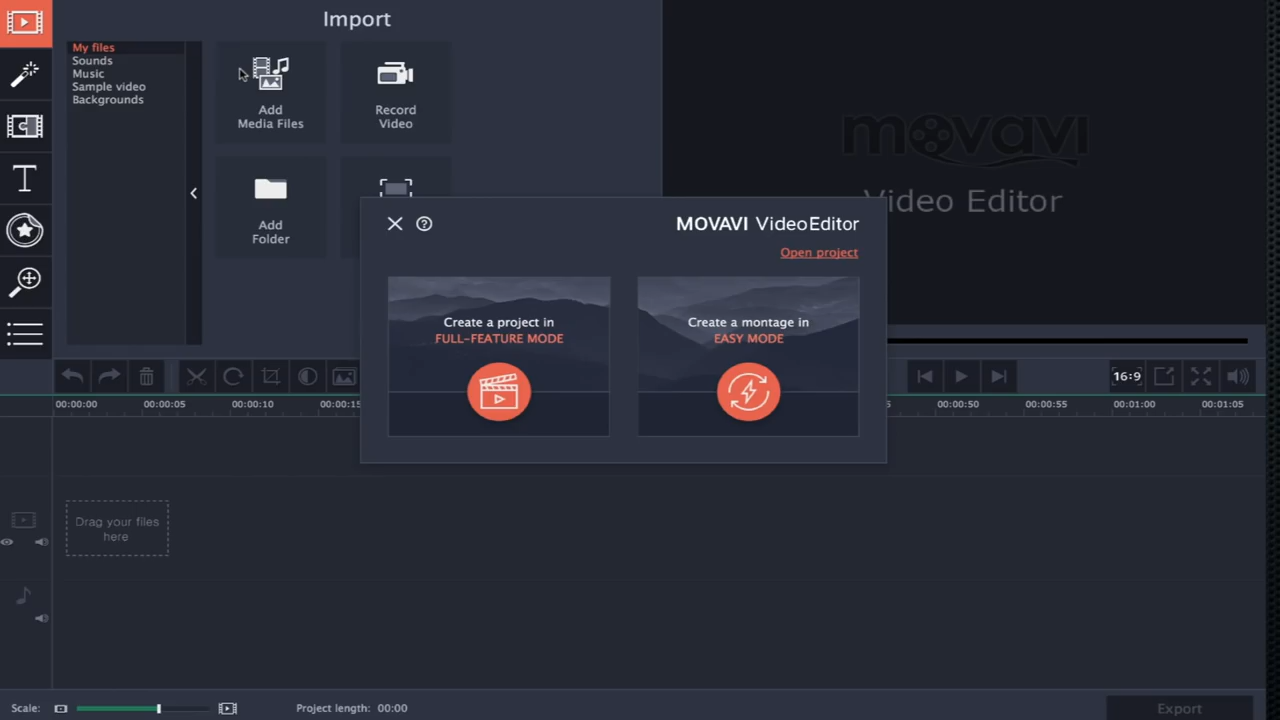 Import
My files
Sounds
Music
Sample video
Backgrounds
Add
Media Files
Record
Video
Add
Folder
movavi
Video Editor
MOVAVI VideoEditor
Open project
Create a project in
FULL-FEATURE MODE
Create a montage in
EASY MODE
16:9
00:00:00 00:00:05 00:00:10 00:00:15 00:00:50 00:00:55 00:01:00 00:01:05
Drag your files
here
Scale:
Project length: 00:00
Export